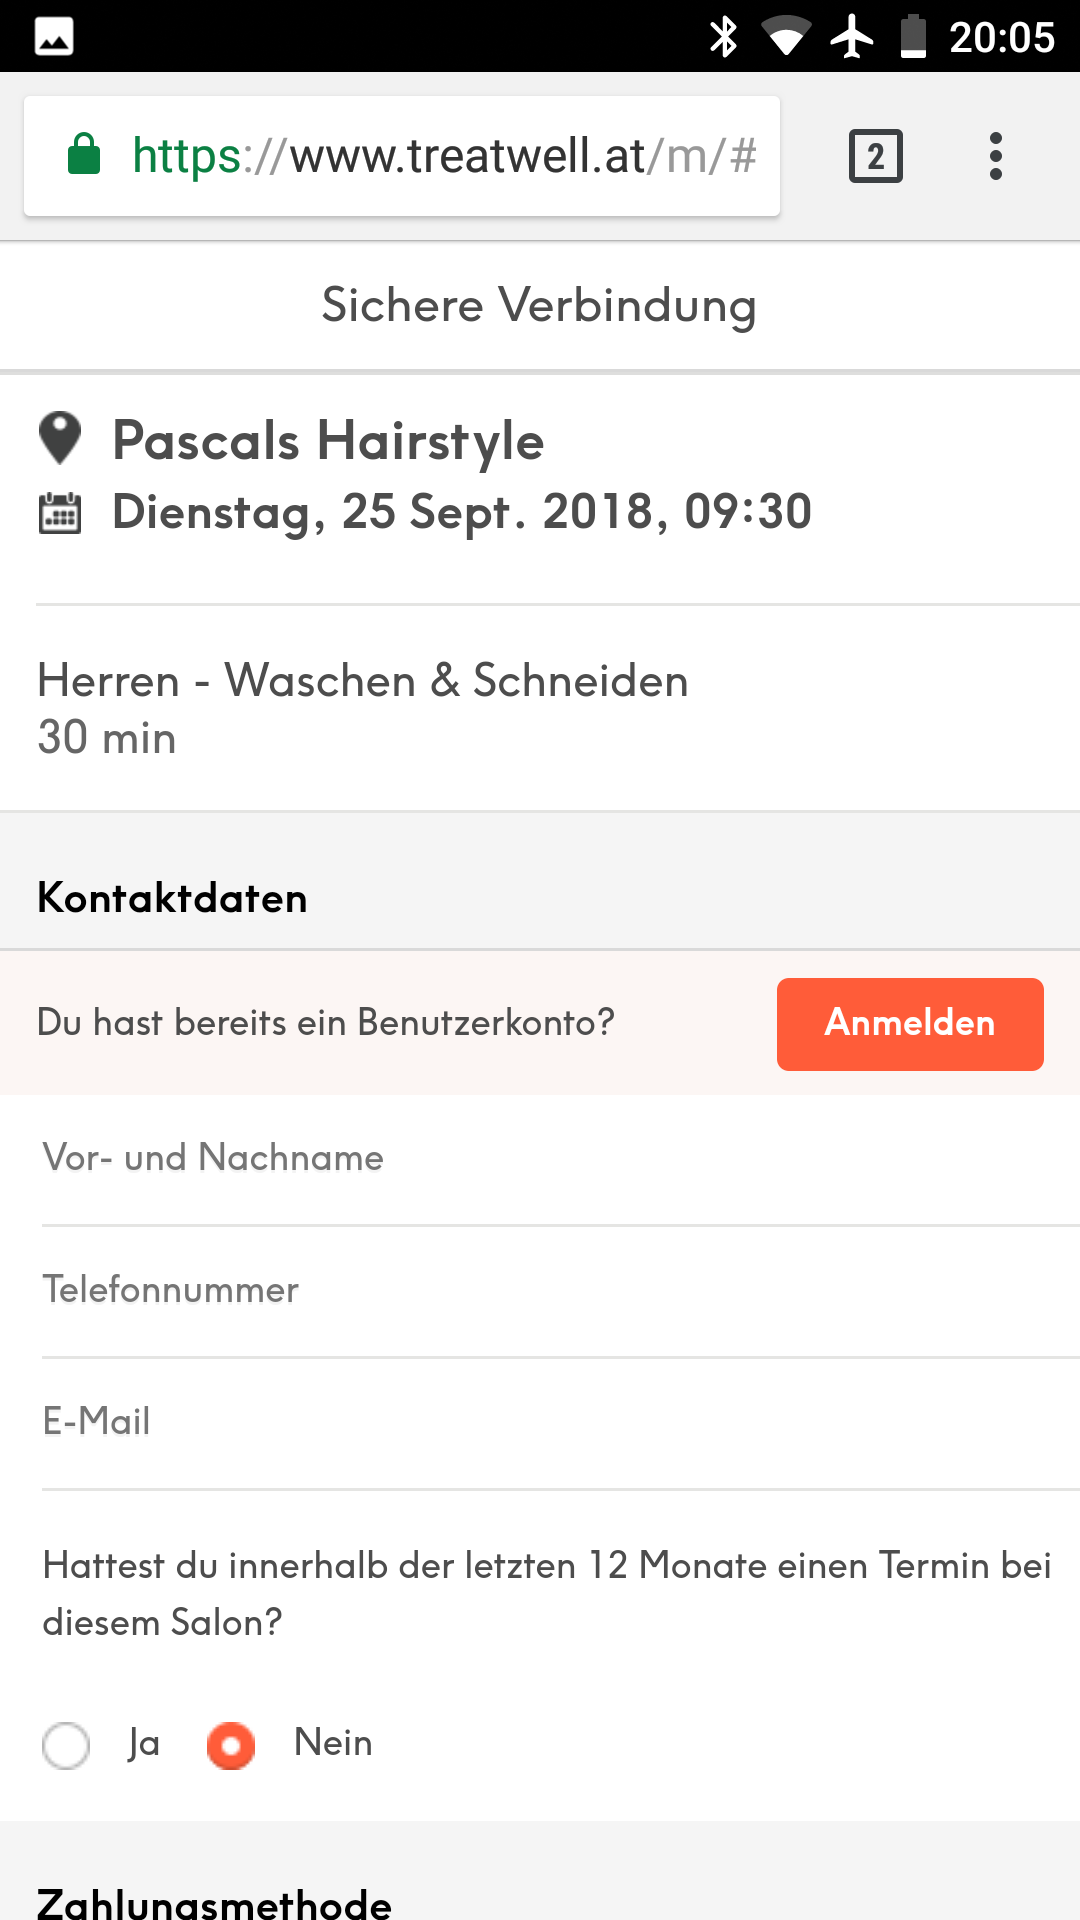 20:05
https://www.treatwell.at/m/#
2
Sichere Verbindung
Pascals Hairstyle
Dienstag, 25 Sept. 2018, 09:30
Herren - Waschen & Schneiden
30 min
Kontaktdaten
Du hast bereits ein Benutzerkonto?
Anmelden
Vor- und Nachname
Telefonnummer
E-Mail
Hattest du innerhalb der letzten 12 Monate einen Termin bei
diesem Salon?
Ja
Nein
Zahlungsmethode